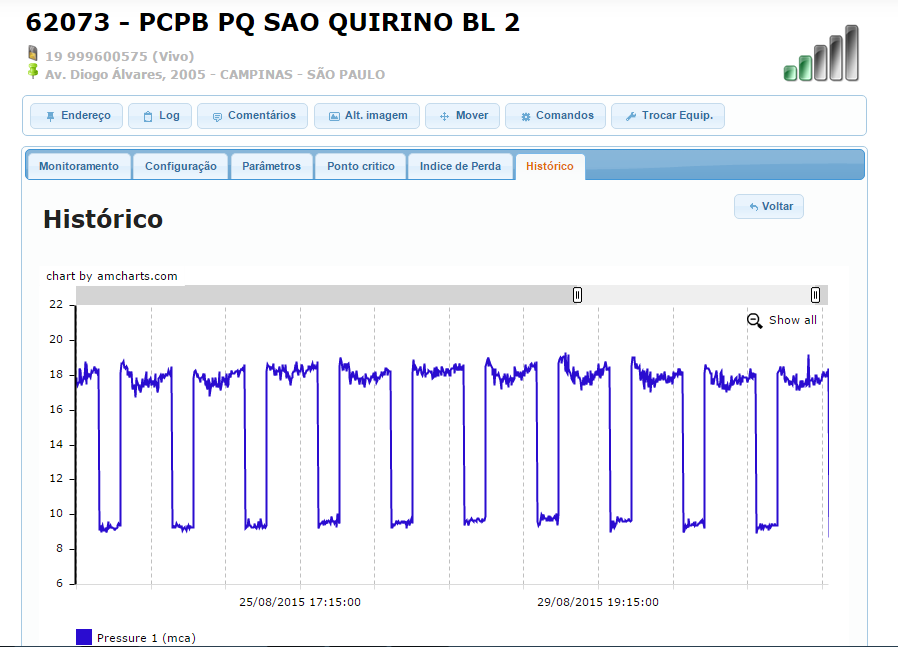 62073 - PCPB PQ SAO QUIRINO BL 2
19 999600575 (Vivo)
Av. Diogo Álvares, 2005 - CAMPINAS - SÃO PAULO
Endereço Log Comentários Alt. imagem Mover Comandos Trocar Equip.
Monitoramento Configuração Parâmetros Ponto critico Indice de Perda Histórico
Voltar
Histórico
chart by amcharts.com
Show all
22
20
18
16
14
12
10
8
6
25/08/2015 17:15:00 29/08/2015 19:15:00
Pressure 1 (mca)